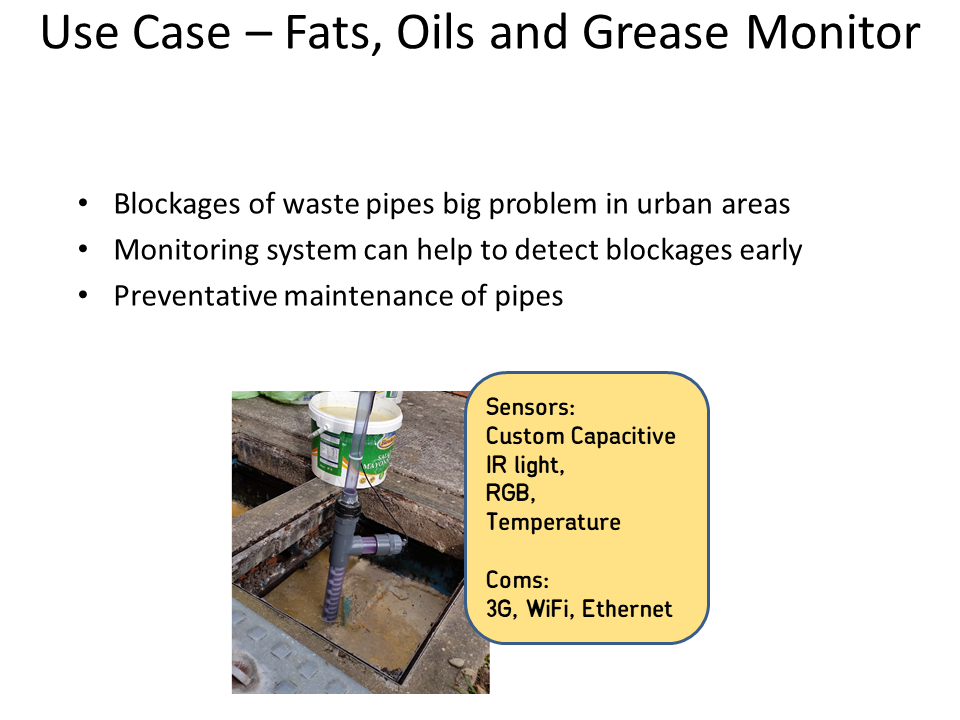 Use Case – Fats, Oils and Grease Monitor
• Blockages of waste pipes big problem in urban areas
• Monitoring system can help to detect blockages early
• Preventative maintenance of pipes
Sensors:
Custom Capacitive
IR light,
RGB,
Temperature
Coms:
3G, WiFi, Ethernet